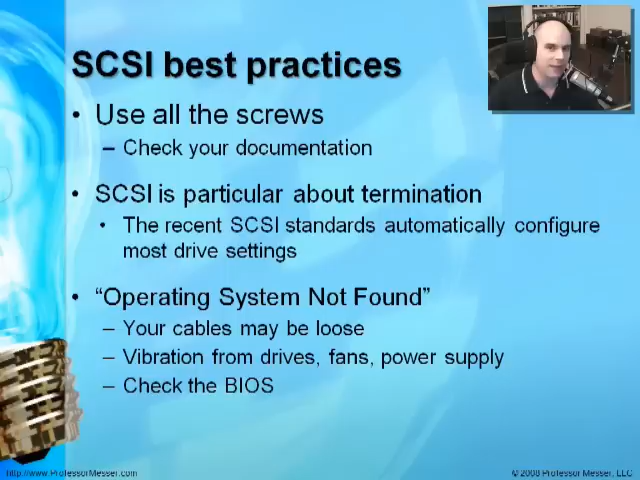 SCSI best practices
• Use all the screws
– Check your documentation
• SCSI is particular about termination
• The recent SCSI standards automatically configure
most drive settings
• “Operating System Not Found”
– Your cables may be loose
– Vibration from drives, fans, power supply
– Check the BIOS
http://www.ProfessorMesser.com
© 2008 Professor Messer, LLC